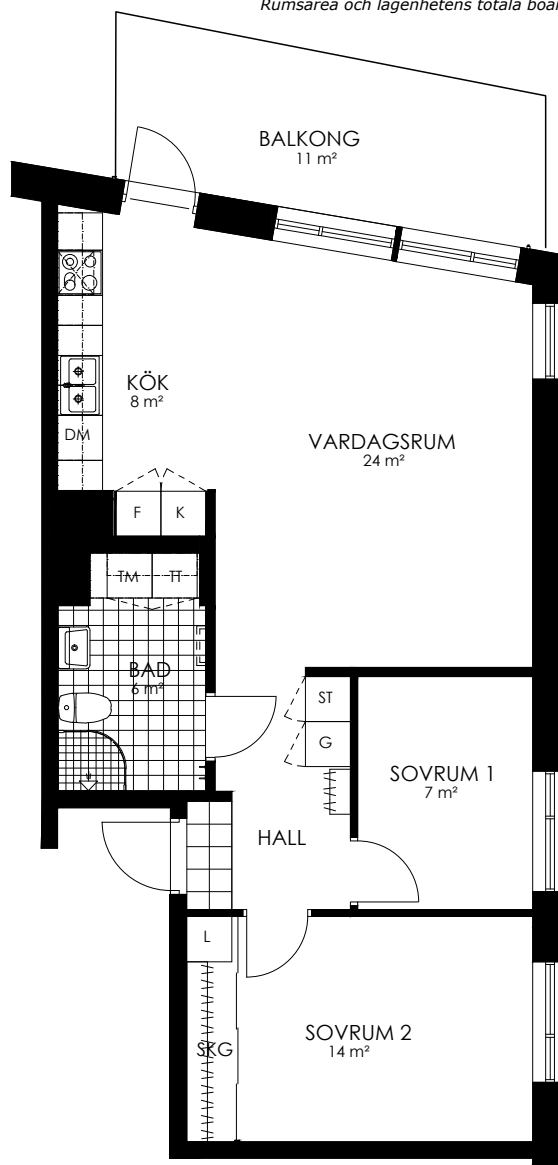 Rumsarea och lägenhetens totala
BALKONG
11 m²
KÖK
8 m²
DM
VARDAGSRUM
24 m²
F
K
TM
TT
BAD
6 m²
ST
G
SOVRUM 1
7 m²
HALL
L
SKG
SOVRUM 2
14 m²